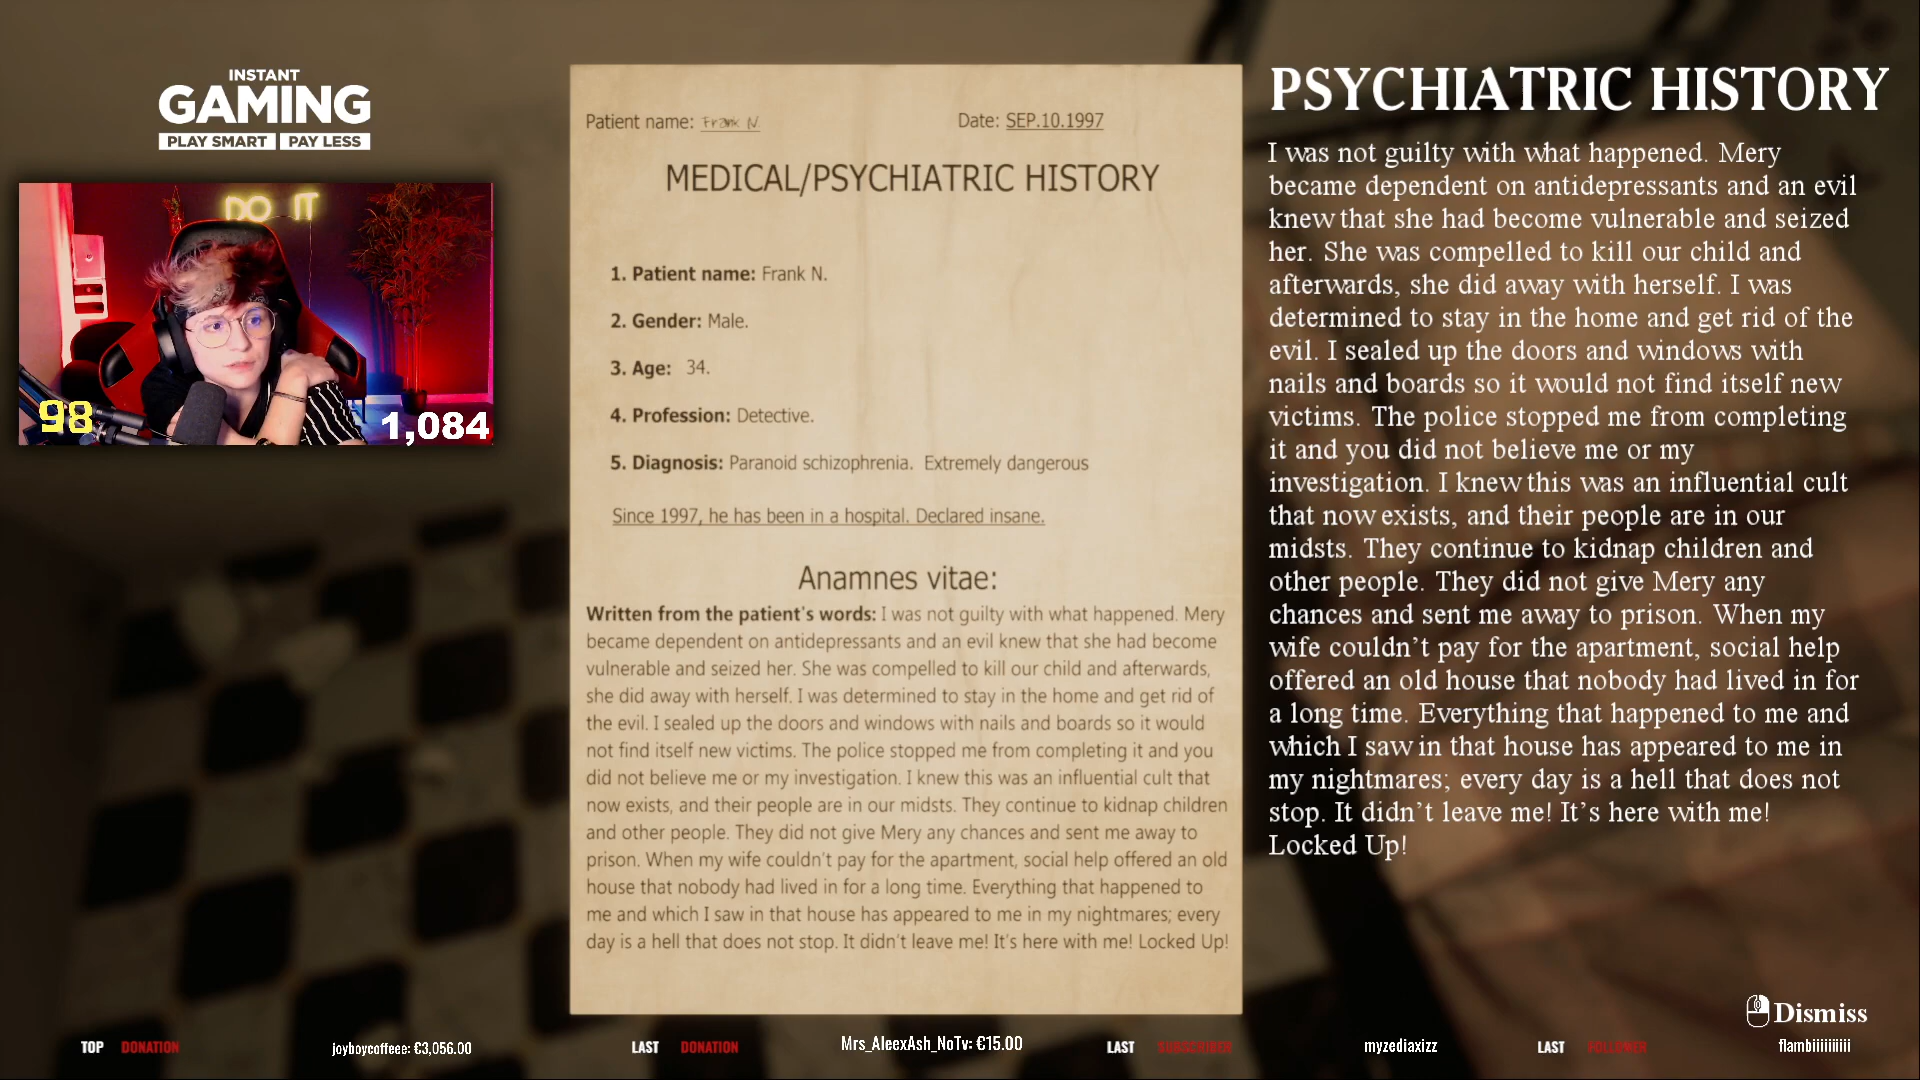 INSTANT
GAMING
PLAY SMART PAY LESS
DO IT
98
1,084
Patient name: Frank N.
Date: SEP.10.1997
MEDICAL/PSYCHIATRIC HISTORY
1. Patient name: Frank N.
2. Gender: Male.
3. Age: 34.
4. Profession: Detective.
5. Diagnosis: Paranoid schizophrenia. Extremely dangerous
Since 1997, he has been in a hospital. Declared insane.
Anamnes vitae:
Written from the patient's words: I was not guilty with what happened. Mery
became dependent on antidepressants and an evil knew that she had become
vulnerable and seized her. She was compelled to kill our child and afterwards,
she did away with herself. I was determined to stay in the home and get rid of
the evil. I sealed up the doors and windows with nails and boards so it would
not find itself new victims. The police stopped me from completing it and you
did not believe me or my investigation. I knew this was an influential cult that
now exists, and their people are in our midsts. They continue to kidnap children
and other people. They did not give Mery any chances and sent me away to
prison. When my wife couldn't pay for the apartment, social help offered an old
house that nobody had lived in for a long time. Everything that happened to
me and which I saw in that house has appeared to me in my nightmares; every
day is a hell that does not stop. It didn't leave me! It's here with me! Locked Up!
PSYCHIATRIC HISTORY
I was not guilty with what happened. Mery
became dependent on antidepressants and an evil
knew that she had become vulnerable and seized
her. She was compelled to kill our child and
afterwards, she did away with herself. I was
determined to stay in the home and get rid of the
evil. I sealed up the doors and windows with
nails and boards so it would not find itself new
victims. The police stopped me from completing
it and you did not believe me or my
investigation. I knew this was an influential cult
that now exists, and their people are in our
midsts. They continue to kidnap children and
other people. They did not give Mery any
chances and sent me away to prison. When my
wife couldn’t pay for the apartment, social help
offered an old house that nobody had lived in for
a long time. Everything that happened to me and
which I saw in that house has appeared to me in
my nightmares; every day is a hell that does not
stop. It didn’t leave me! It’s here with me!
Locked Up!
Dismiss
TOP DONATION
joyboycoffeee: €3,056.00
LAST DONATION
Mrs_AleexAsh_NoTv: €15.00
LAST SUBSCRIBER
myzediaxizz
LAST FOLLOWER
flambiiiiiiiiii